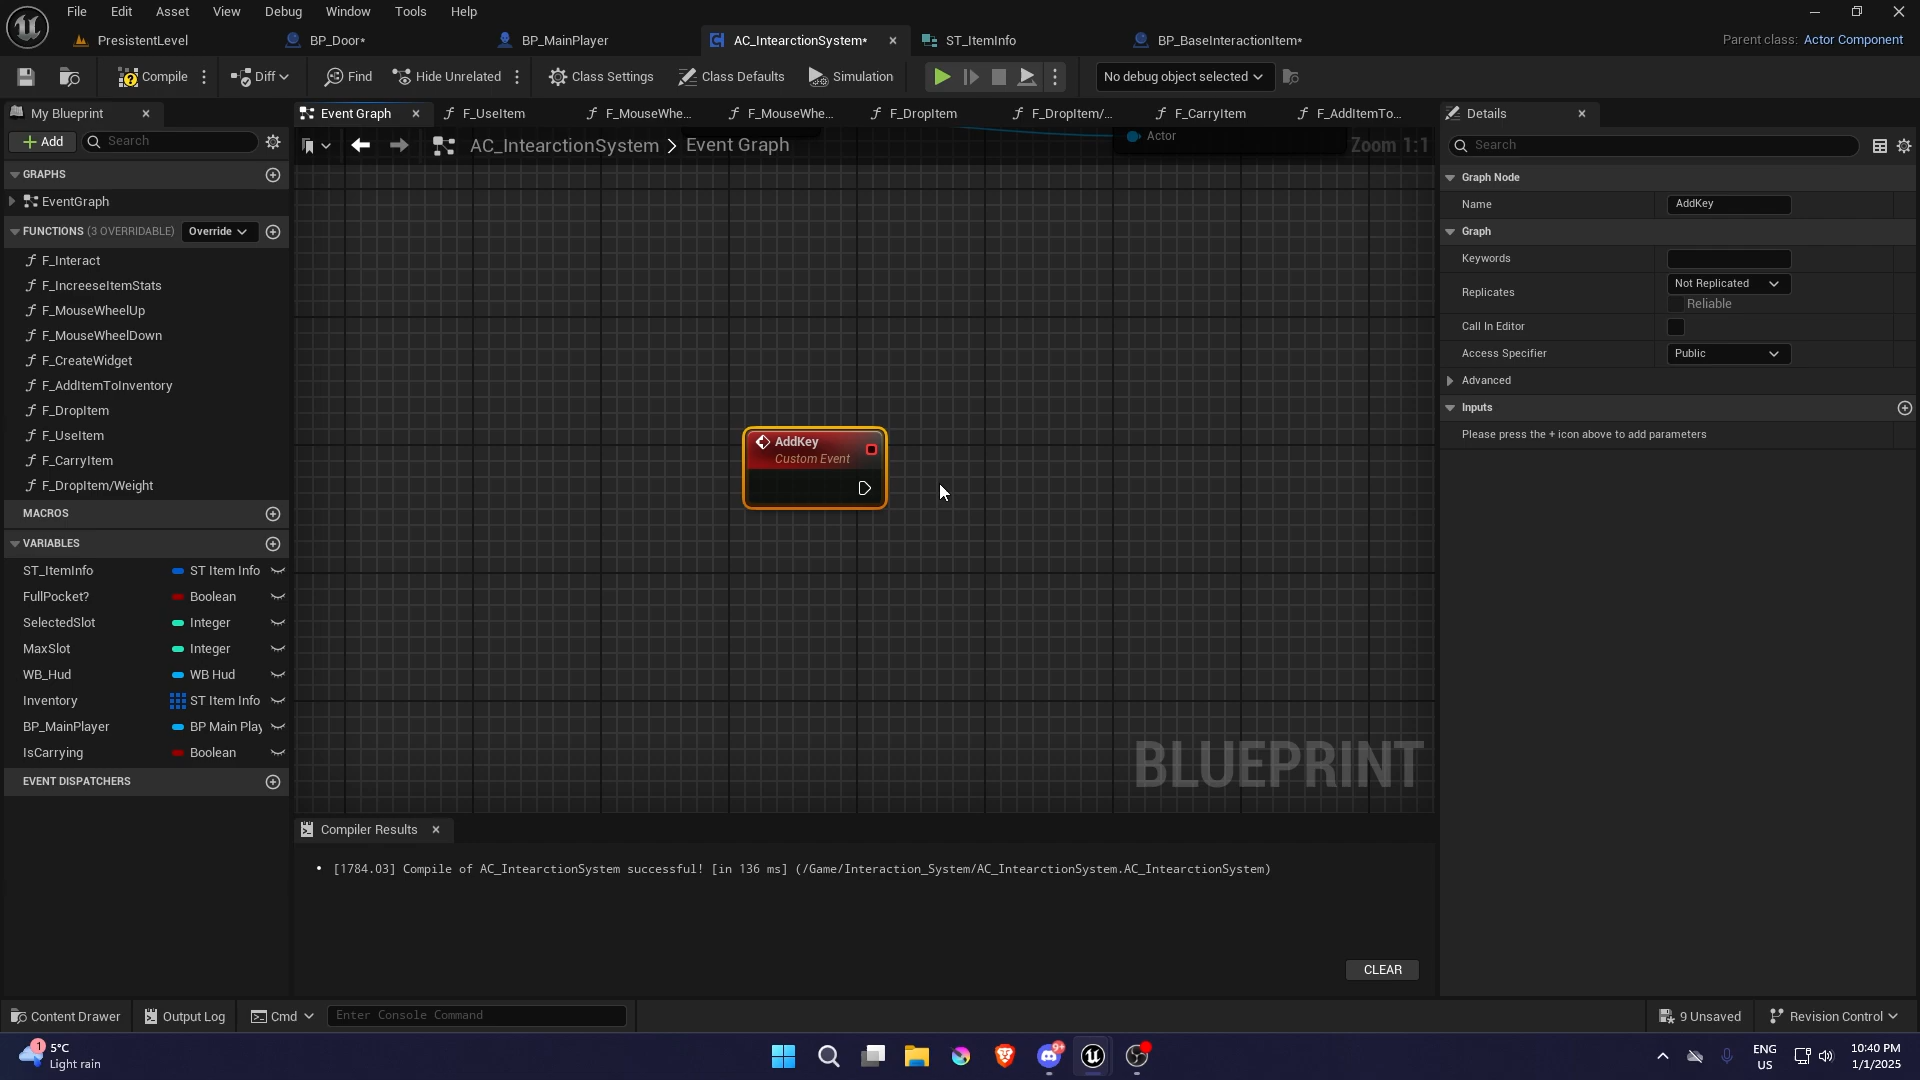 File Edit Asset View Debug Window Tools Help
PresistentLevel BP_Door* BP_MainPlayer AC_IntearctionSystem* ST_ItemInfo BP_BaseInteractionItem* Parent class: Actor Component
Compile Diff Find Hide Unrelated Class Settings Class Defaults Simulation No debug object selected
My Blueprint Event Graph F_UseItem F_MouseWhe... F_MouseWhe... F_DropItem F_DropItem/... F_CarryItem F_AddItemTo... Details
Add Search AC_IntearctionSystem > Event Graph Actor Zoom 1:1 Search
GRAPHS
EventGraph
FUNCTIONS (3 OVERRIDABLE) Override
F_Interact
F_IncreeseItemStats
F_MouseWheelUp
F_MouseWheelDown
F_CreateWidget
F_AddItemToInventory
F_DropItem
F_UseItem
F_CarryItem
F_DropItem/Weight
MACROS
VARIABLES
ST_ItemInfo ST Item Info
FullPocket? Boolean
SelectedSlot Integer
MaxSlot Integer
WB_Hud WB Hud
Inventory ST Item Info
BP_MainPlayer BP Main Play
IsCarrying Boolean
EVENT DISPATCHERS
AddKey
Custom Event
BLUEPRINT
Graph Node
Name AddKey
Graph
Keywords
Replicates Not Replicated
Reliable
Call In Editor
Access Specifier Public
Advanced
Inputs
Please press the + icon above to add parameters
Compiler Results
• [1784.03] Compile of AC_IntearctionSystem successful! [in 136 ms] (/Game/Interaction_System/AC_IntearctionSystem.AC_IntearctionSystem)
CLEAR
Content Drawer Output Log Cmd Enter Console Command 9 Unsaved Revision Control
1 5°C
Light rain
9+
ENG
US
10:40 PM
1/1/2025